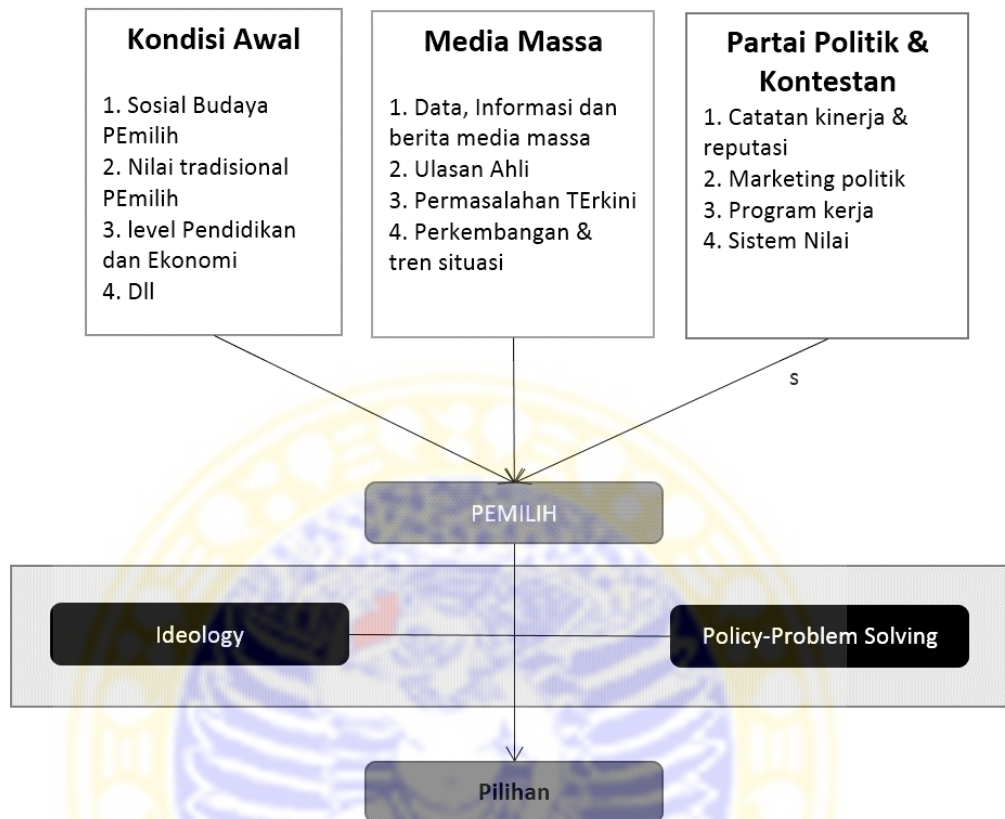 Kondisi Awal
1. Sosial Budaya
PEmilih
2. Nilai tradisional
PEmilih
3. level Pendidikan
dan Ekonomi
4. Dll
Media Massa
1. Data, Informasi dan
berita media massa
2. Ulasan Ahli
3. Permasalahan TErkini
4. Perkembangan &
tren situasi
Partai Politik &
Kontestan
1. Catatan kinerja &
reputasi
2. Marketing politik
3. Program kerja
4. Sistem Nilai
s
PEMILIH
Ideology
Policy-Problem Solving
Pilihan